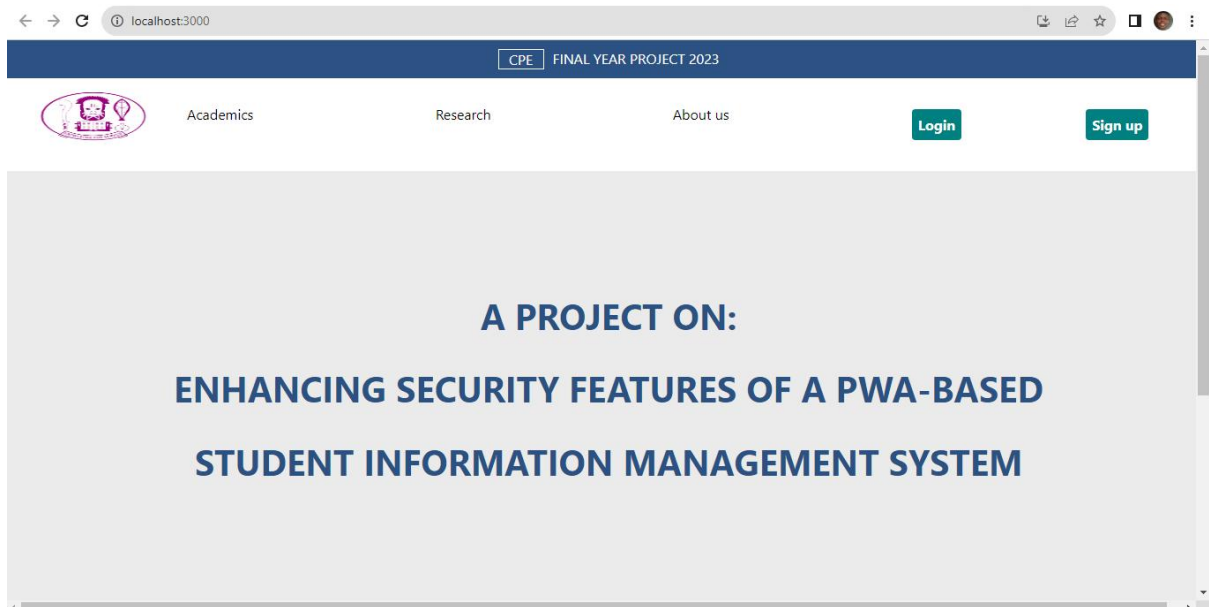 localhost:3000
CPE FINAL YEAR PROJECT 2023
Academics Research About us Login Sign up
A PROJECT ON:
ENHANCING SECURITY FEATURES OF A PWA-BASED
STUDENT INFORMATION MANAGEMENT SYSTEM